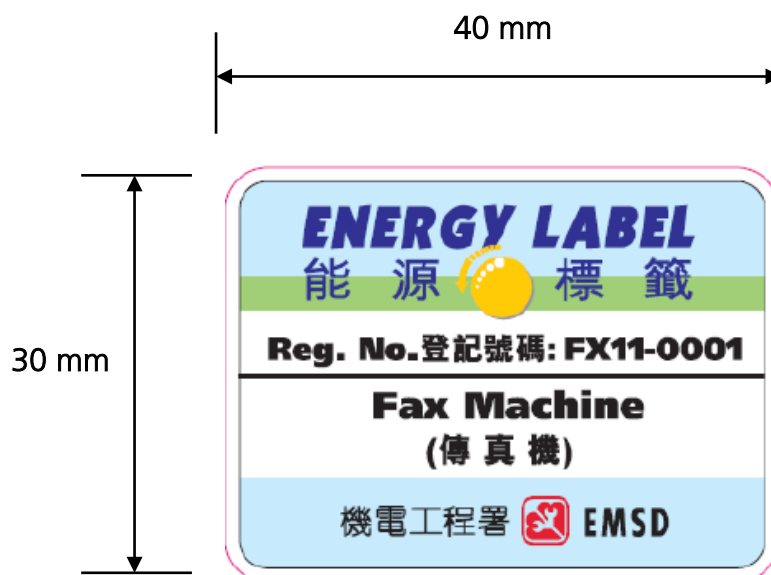 40 mm
30 mm
ENERGY LABEL
能 源 標 籤
Reg. No.登記號碼: FX11-0001
Fax Machine
(傳 真 機)
機電工程署 EMSD